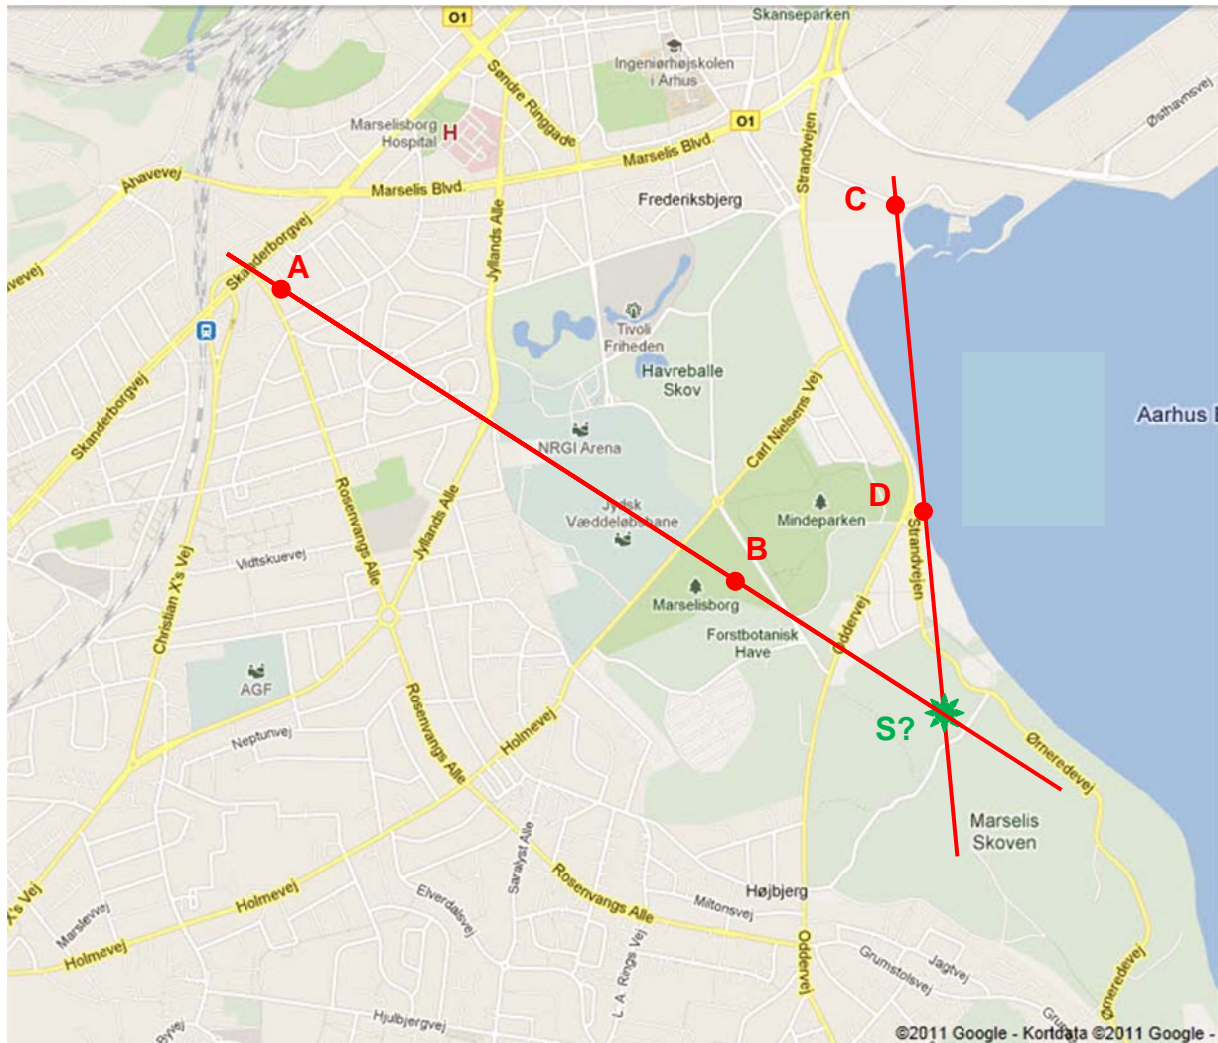 O1
Skanseparken
Søndre Ringgade
Ingeniørhøjskolen
i Århus
Østhavnsvej
Marselisborg
Hospital
H
O1
Marselis Blvd.
Strandvejen
Åhavevej
Marselis Blvd.
Frederiksbjerg
C
Skanderborgvej
Jyllands Alle
A
avevej
Tivoli
Friheden
Havreballe
Skov
Carl Nielsens Vej
Skanderborgvej
Aarhus
NRGI Arena
Rosenvangs Alle
Jyllands Alle
Jydsk
Væddeløbsbane
D
Mindeparken
Strandvejen
B
Vidtskuevej
Christian X's Vej
Marselisborg
Oddervej
Forstbotanisk
Have
AGF
Rosenvangs Alle
Holmevej
Neptunvej
S?
Ørneredevej
Marselis
Skoven
Saralyst Alle
Højbjerg
Miltonsvej
X's Vej
Marslevvej
Holmevej
Elverdalsvej
Rosenvangs Alle
Holmevej
L. A. Rings Vej
Oddervej
Grumstolsvej
Jagtvej
Ørneredevej
Hjulbjergvej
©2011 Google - Kortdata ©2011 Google -